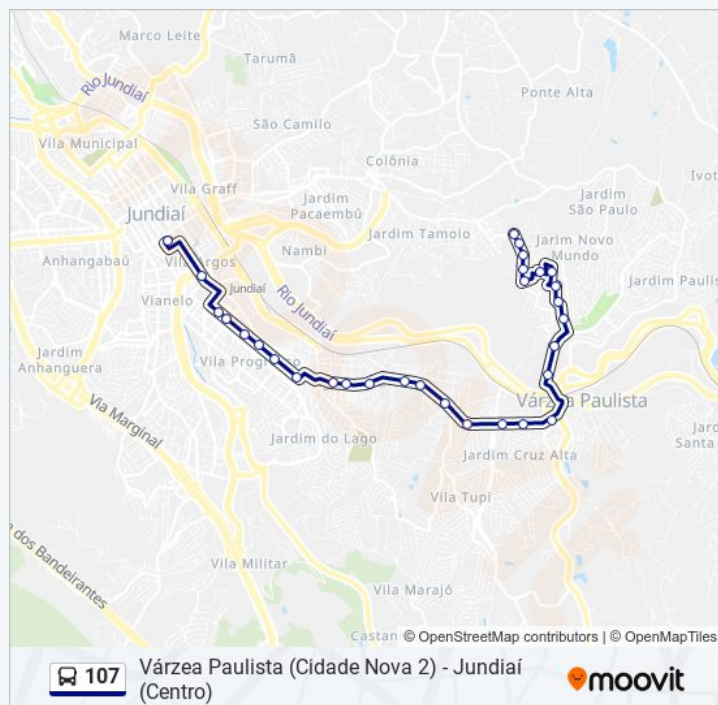 Marco Leite
Tarumã
Rio Jundiaí
Ponte Alta
São Camilo
Vila Municipal
Colônia
Ivot
Vila Graff
Jardim
Pacaembú
Jardim
São Paulo
Jundiaí
Jardim Tamoio
Jarim Novo
Mundo
Anhangabaú
Vila Argos
Nambi
Jardim Paulis
Vianelo
Jundiaí
Rio Jundiaí
Jardim
Anhanguera
Vila Progresso
Via Marginal
Várzea Paulista
Jardim do Lago
Jardim
Santa
Jardim Cruz Alta
Vila Tupi
dos Bandeirantes
Vila Militar
Vila Marajó
Castan
© OpenStreetMap contributors | © OpenMapTiles
107
Várzea Paulista (Cidade Nova 2) - Jundiaí
(Centro)
moovit